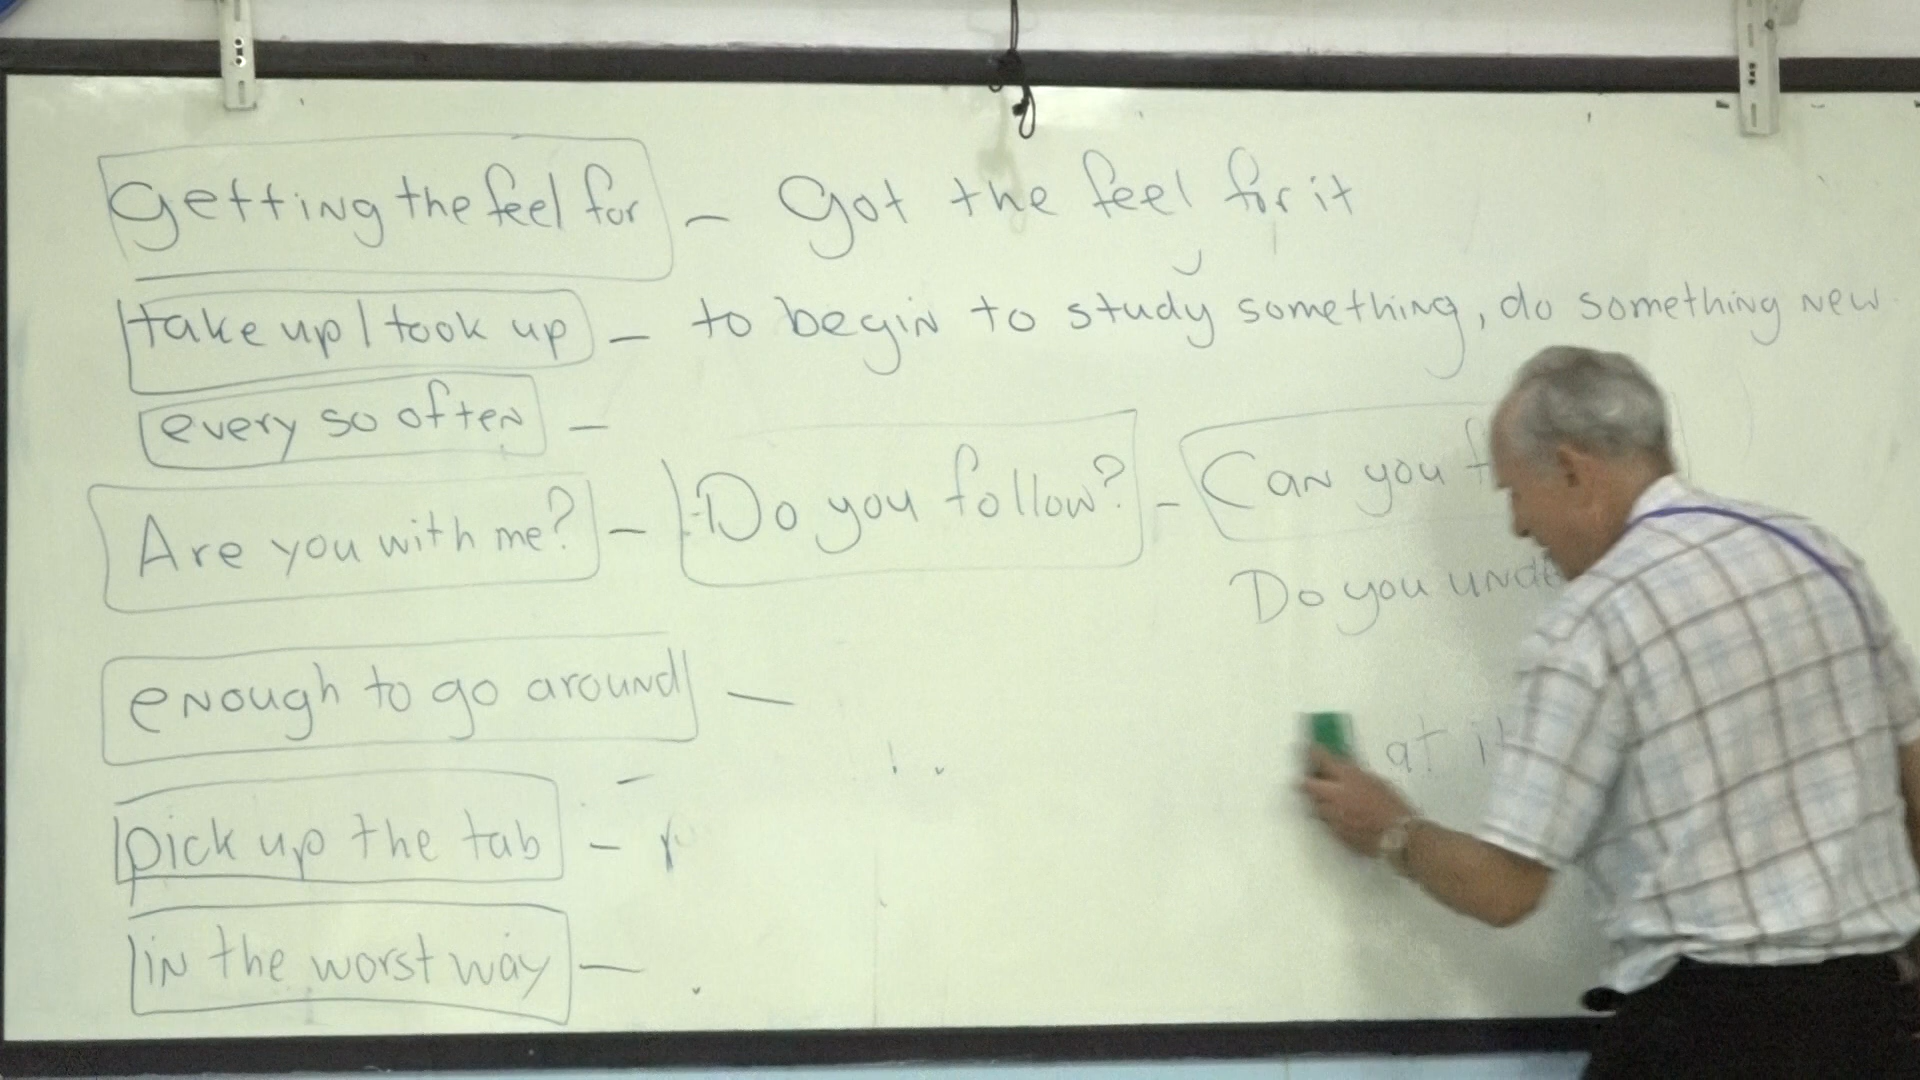 getting the feel for – Got the feel for it
take up / took up – to begin to study something, do something new
every so often –
Are you with me? – Do you follow? – Can you
Do you
enough to go around –
at
pick up the tab –
in the worst way –